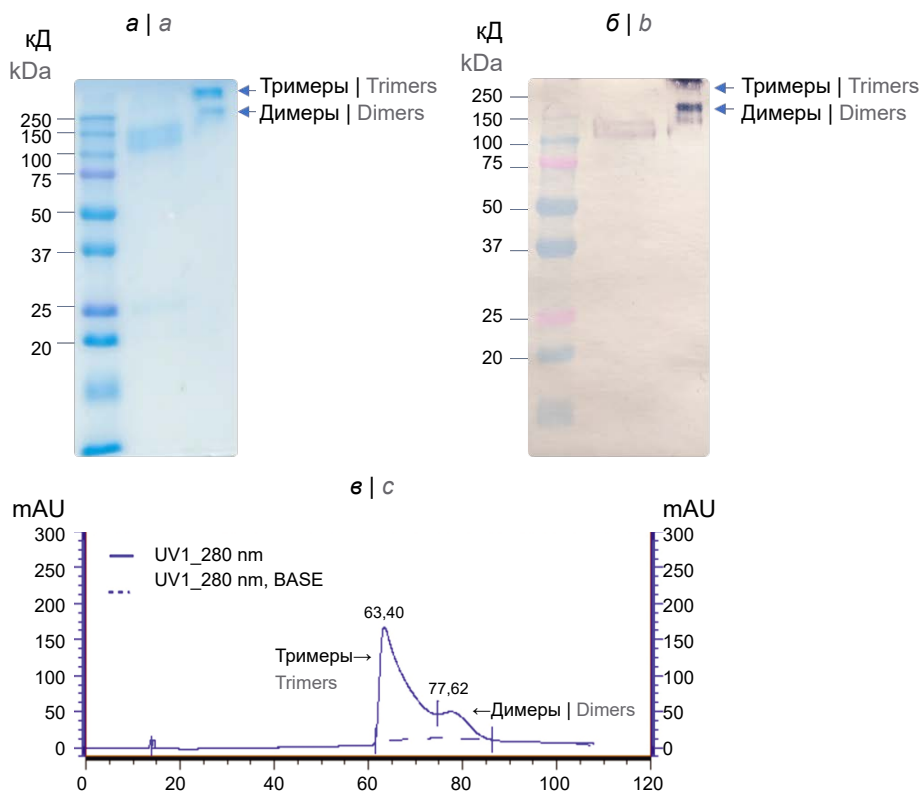 а | a
кД
kDa
Тримеры | Trimers
Димеры | Dimers
250
150
100
75
50
37
25
20
б | b
кД
kDa
Тримеры | Trimers
Димеры | Dimers
250
150
100
75
50
37
25
20
в | c
mAU
mAU
300
250
200
150
100
50
0
UV1_280 nm
UV1_280 nm, BASE
63,40
Тримеры→
Trimers
77,62
←Димеры | Dimers
300
250
200
150
100
50
0
0
20
40
60
80
100
120